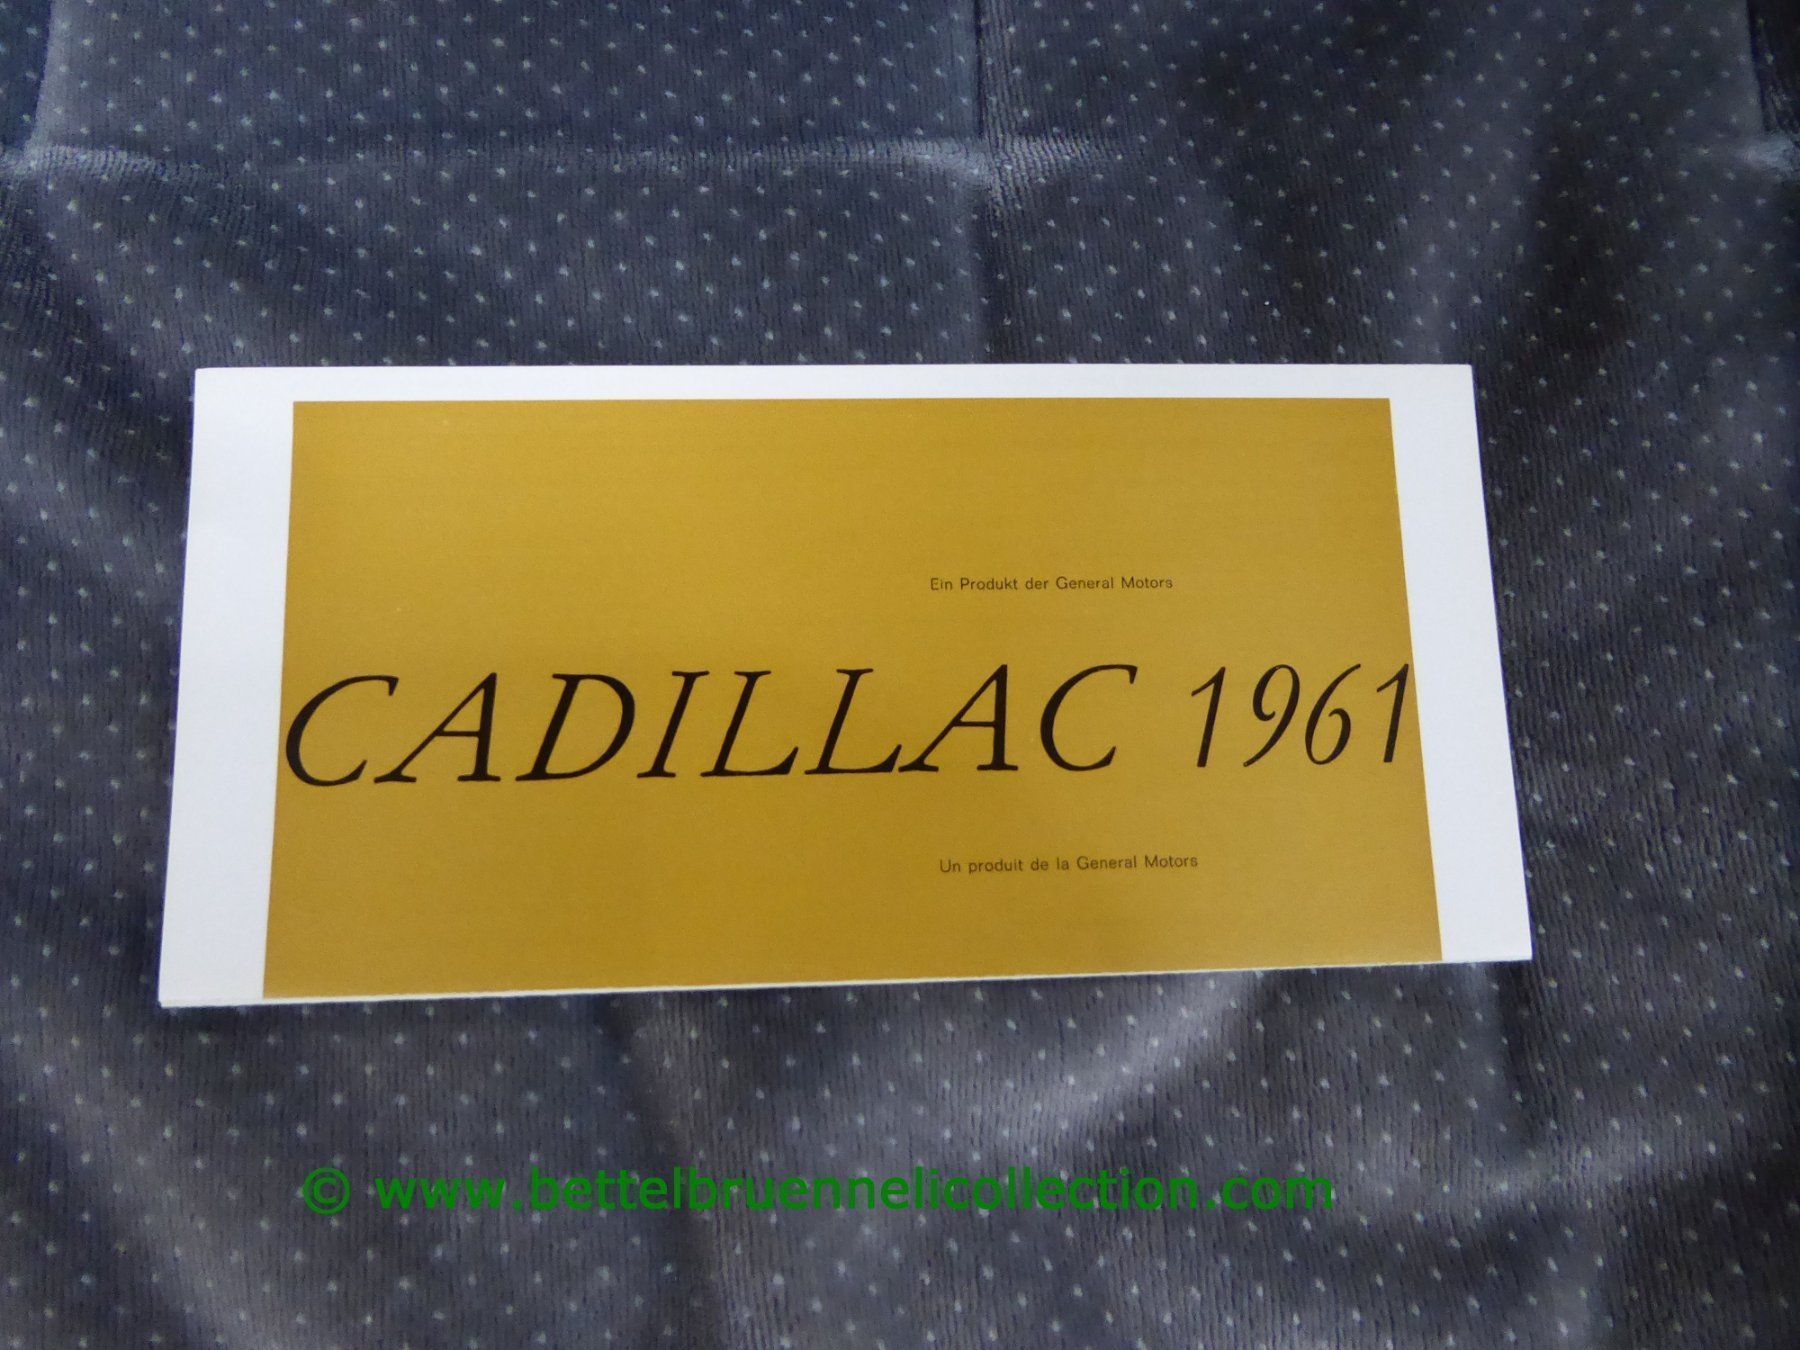 Ein Produkt der General Motors
CADILLAC 1961
Un produit de la General Motors
© www.bettelbruennelicollection.com